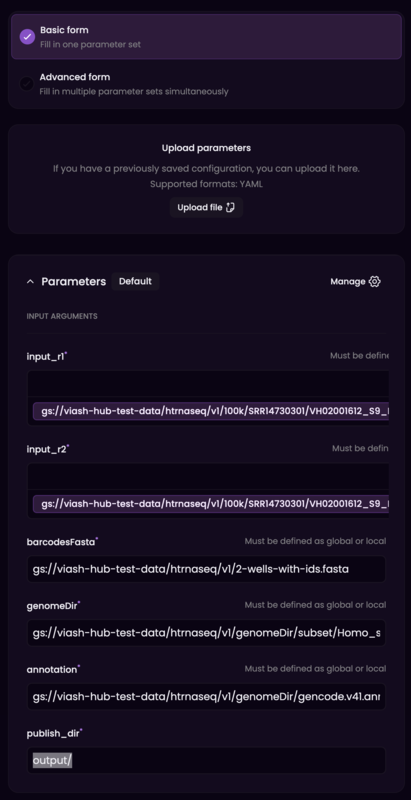 Basic form
Fill in one parameter set
Advanced form
Fill in multiple parameter sets simultaneously
Upload parameters
If you have a previously saved configuration, you can upload it here.
Supported formats: YAML
Upload file
Parameters Default Manage
INPUT ARGUMENTS
input_r1* Must be define
gs://viash-hub-test-data/htrnaseq/v1/100k/SRR14730301/VH02001612_S9_
input_r2* Must be defin
gs://viash-hub-test-data/htrnaseq/v1/100k/SRR14730301/VH02001612_S9_
barcodesFasta* Must be defined as global or local
gs://viash-hub-test-data/htrnaseq/v1/2-wells-with-ids.fasta
genomeDir* Must be defined as global or local
gs://viash-hub-test-data/htrnaseq/v1/genomeDir/subset/Homo_s
annotation* Must be defined as global or local
gs://viash-hub-test-data/htrnaseq/v1/genomeDir/gencode.v41.ann
publish_dir*
output/